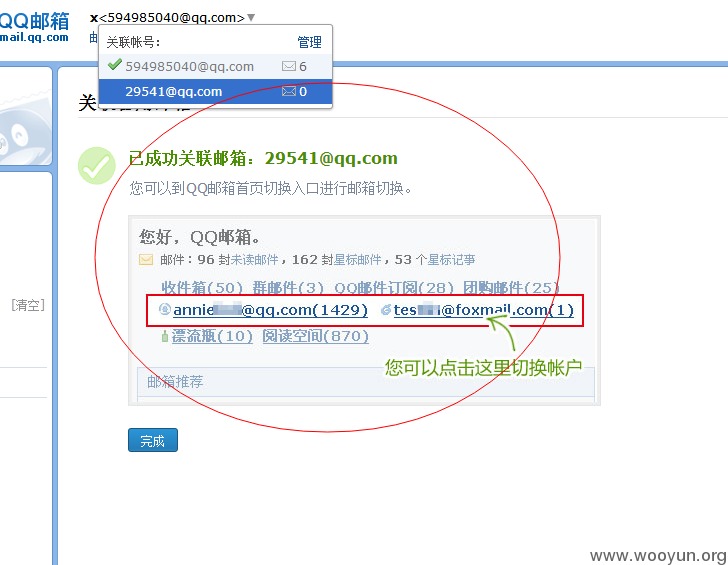 QQ邮箱
mail.qq.com
x<594985040@qq.com>▼
关联帐号： 管理
594985040@qq.com 6
29541@qq.com 0
已成功关联邮箱：29541@qq.com
您可以到QQ邮箱首页切换入口进行邮箱切换。
您好，QQ邮箱。
邮件：96 封未读邮件，162 封星标邮件，53 个星标记事
收件箱(50) 群邮件(3) QQ邮件订阅(28) 团购邮件(25)
annie @qq.com(1429) tes @foxmail.com(1)
漂流瓶(10) 阅读空间(870)
您可以点击这里切换帐户
邮箱推荐
[清空]
完成
www.wooyun.org